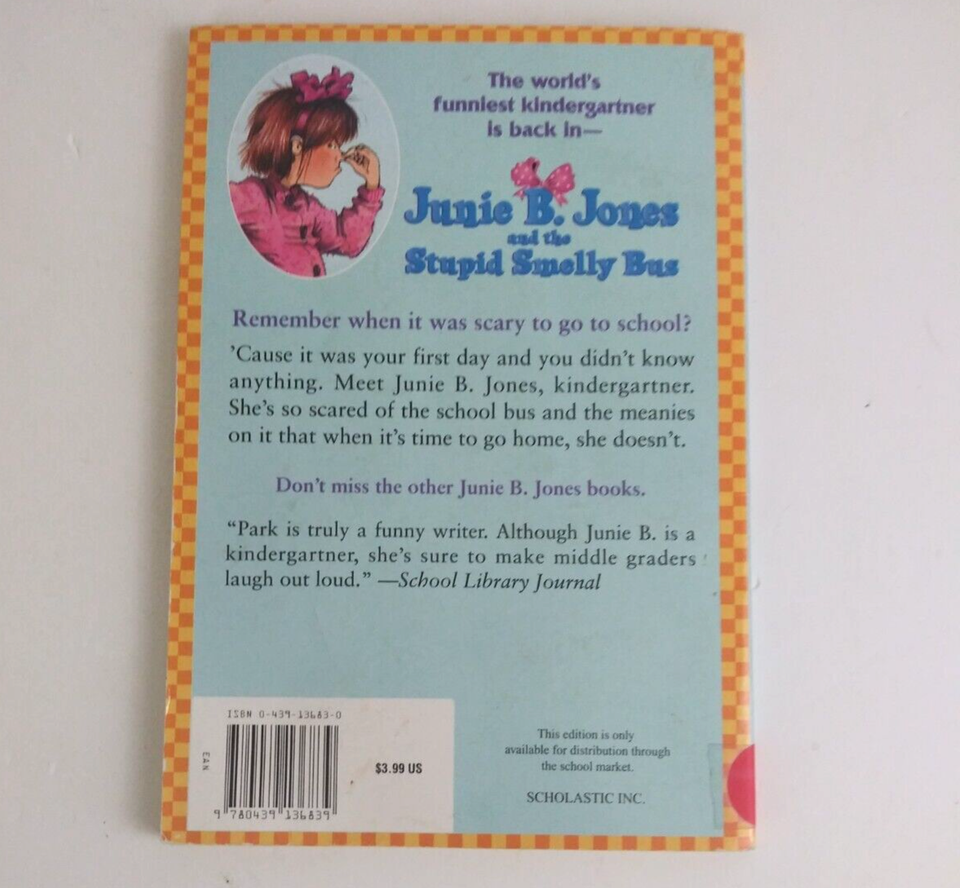 The world's
funniest kindergartner
is back in—
Junie B. Jones
and the
Stupid Smelly Bus
Remember when it was scary to go to school?
'Cause it was your first day and you didn't know
anything. Meet Junie B. Jones, kindergartner.
She's so scared of the school bus and the meanies
on it that when it's time to go home, she doesn't.
Don't miss the other Junie B. Jones books.
“Park is truly a funny writer. Although Junie B. is a
kindergartner, she's sure to make middle graders
laugh out loud.” —School Library Journal
ISBN 0-439-13683-0
EAN
$3.99 US
9 780439 136839
This edition is only
available for distribution through
the school market.
SCHOLASTIC INC.